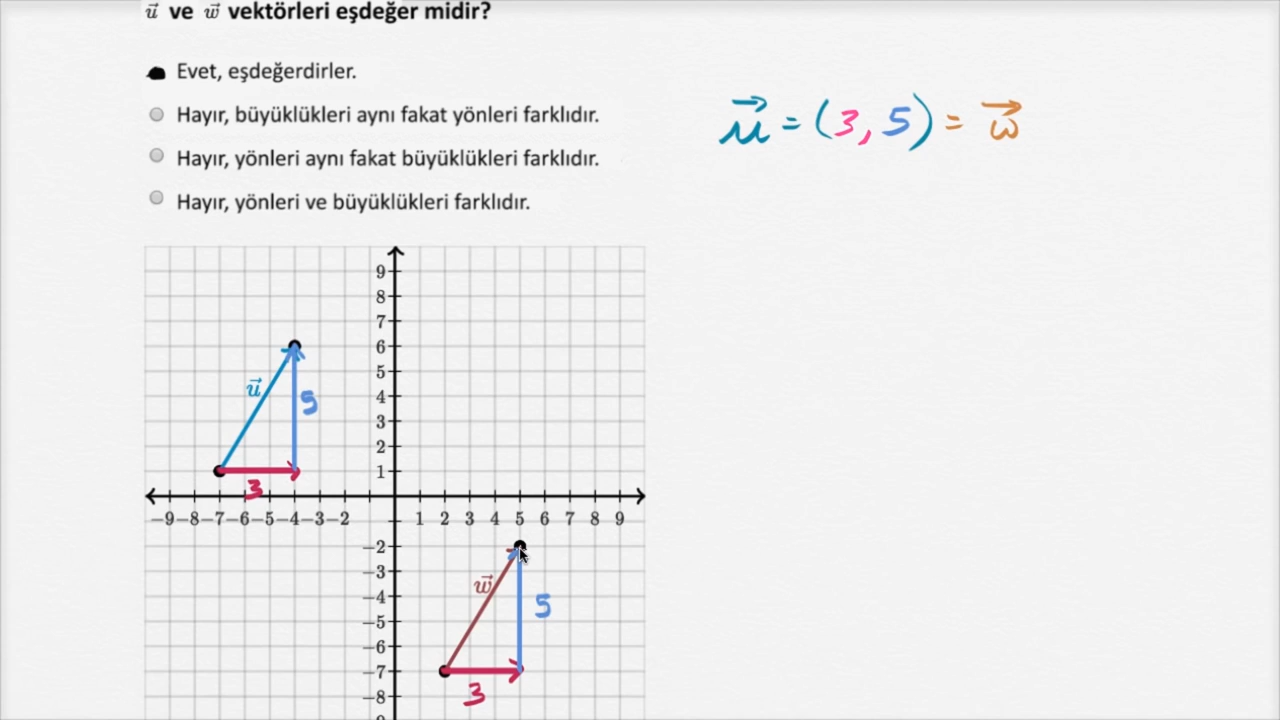 u⃗ ve w⃗ vektörleri eşdeğer midir?
Evet, eşdeğerdirler.
Hayır, büyüklükleri aynı fakat yönleri farklıdır.
Hayır, yönleri aynı fakat büyüklükleri farklıdır.
Hayır, yönleri ve büyüklükleri farklıdır.
u⃗ = (3, 5) = w⃗
9
8
7
6
5
4
3
2
1
u⃗
5
3
−9 −8 −7 −6 −5 −4 −3 −2 1 2 3 4 5 6 7 8 9
−2
−3
−4
−5
−6
−7
−8
w⃗
5
3